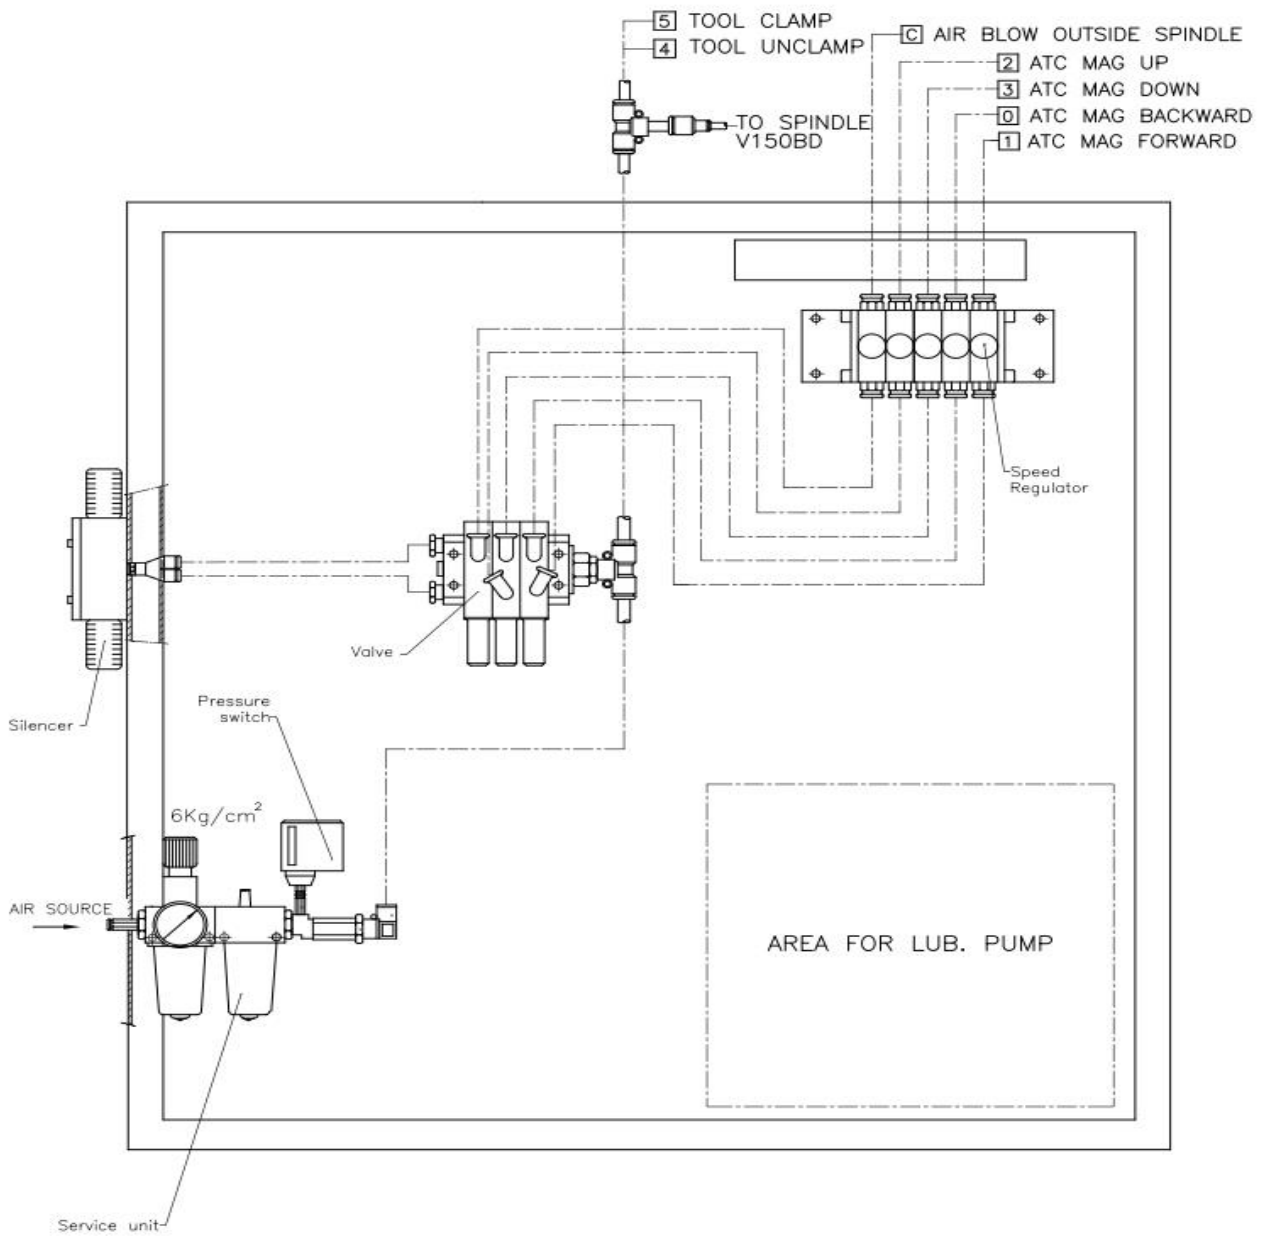 5 TOOL CLAMP
4 TOOL UNCLAMP
C AIR BLOW OUTSIDE SPINDLE
2 ATC MAG UP
3 ATC MAG DOWN
0 ATC MAG BACKWARD
1 ATC MAG FORWARD
TO SPINDLE
V150BD
Speed
Regulator
Valve
Silencer
Pressure
switch
6Kg/cm²
AIR SOURCE
AREA FOR LUB. PUMP
Service unit